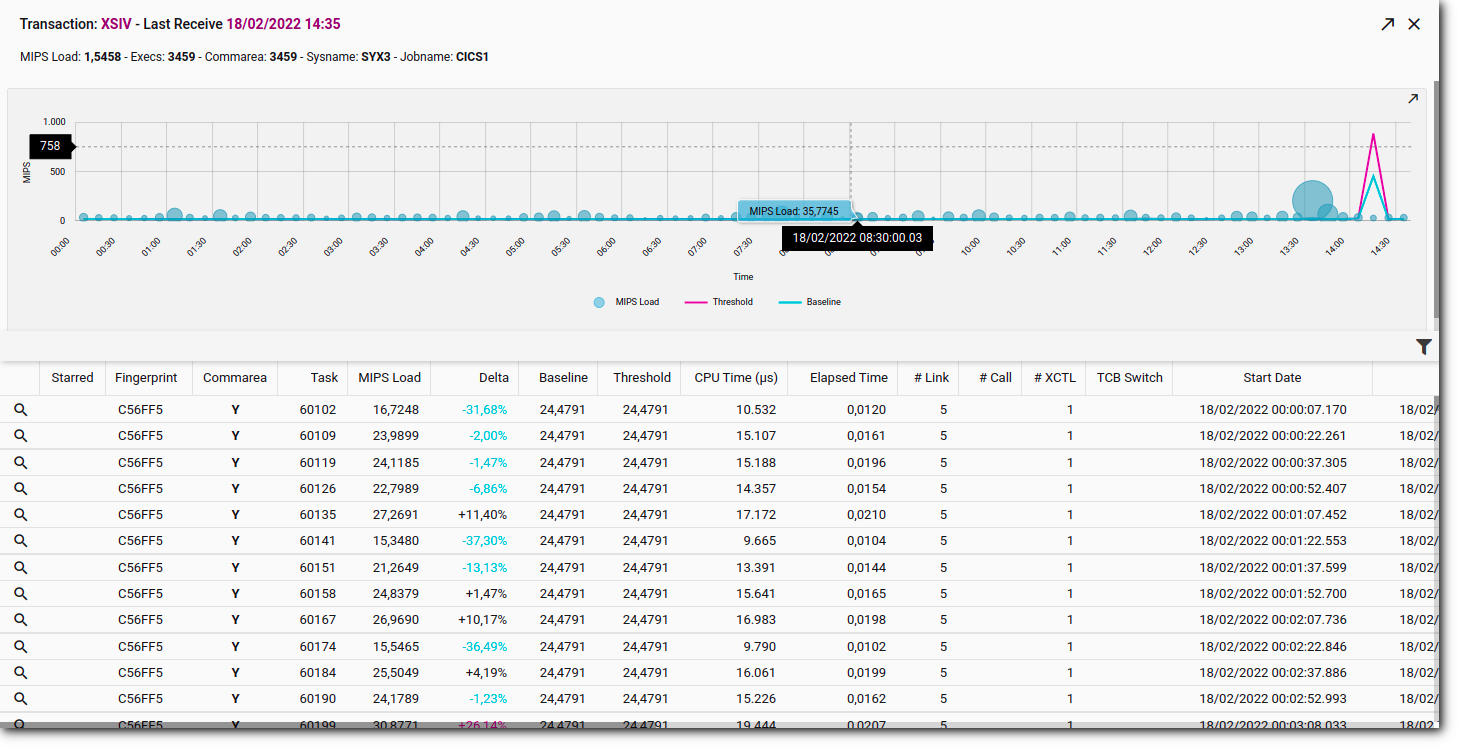 Transaction: XSIV - Last Receive 18/02/2022 14:35
MIPS Load: 1,5458 - Execs: 3459 - Commarea: 3459 - Sysname: SYX3 - Jobname: CICS1
1.000
758
500
MIPS
0
MIPS Load: 35,7745
18/02/2022 08:30:00.03
00:00 00:30 01:00 01:30 02:00 02:30 03:00 03:30 04:00 04:30 05:00 05:30 06:00 06:30 07:00 07:30 10:00 10:30 11:00 11:30 12:00 12:30 13:00 13:30 14:00 14:30
Time
MIPS Load Threshold Baseline
Starred Fingerprint Commarea Task MIPS Load Delta Baseline Threshold CPU Time (µs) Elapsed Time # Link # Call # XCTL TCB Switch Start Date
C56FF5 Y 60102 16,7248 -31,68% 24,4791 24,4791 10.532 0,0120 5 1 18/02/2022 00:00:07.170 18/02/
C56FF5 Y 60109 23,9899 -2,00% 24,4791 24,4791 15.107 0,0161 5 1 18/02/2022 00:00:22.261 18/02/
C56FF5 Y 60119 24,1185 -1,47% 24,4791 24,4791 15.188 0,0196 5 1 18/02/2022 00:00:37.305 18/02/
C56FF5 Y 60126 22,7989 -6,86% 24,4791 24,4791 14.357 0,0154 5 1 18/02/2022 00:00:52.407 18/02/
C56FF5 Y 60135 27,2691 +11,40% 24,4791 24,4791 17.172 0,0210 5 1 18/02/2022 00:01:07.452 18/02/
C56FF5 Y 60141 15,3480 -37,30% 24,4791 24,4791 9.665 0,0104 5 1 18/02/2022 00:01:22.553 18/02/
C56FF5 Y 60151 21,2649 -13,13% 24,4791 24,4791 13.391 0,0144 5 1 18/02/2022 00:01:37.599 18/02/
C56FF5 Y 60158 24,8379 +1,47% 24,4791 24,4791 15.641 0,0165 5 1 18/02/2022 00:01:52.700 18/02/
C56FF5 Y 60167 26,9690 +10,17% 24,4791 24,4791 16.983 0,0198 5 1 18/02/2022 00:02:07.736 18/02/
C56FF5 Y 60174 15,5465 -36,49% 24,4791 24,4791 9.790 0,0102 5 1 18/02/2022 00:02:22.846 18/02/
C56FF5 Y 60184 25,5049 +4,19% 24,4791 24,4791 16.061 0,0199 5 1 18/02/2022 00:02:37.886 18/02/
C56FF5 Y 60190 24,1789 -1,23% 24,4791 24,4791 15.226 0,0162 5 1 18/02/2022 00:02:52.993 18/02/
C56FF5 Y 60199 30,8771 +26,14% 24,4791 24,4791 19.444 0,0207 5 1 18/02/2022 00:03:08.033 18/02/